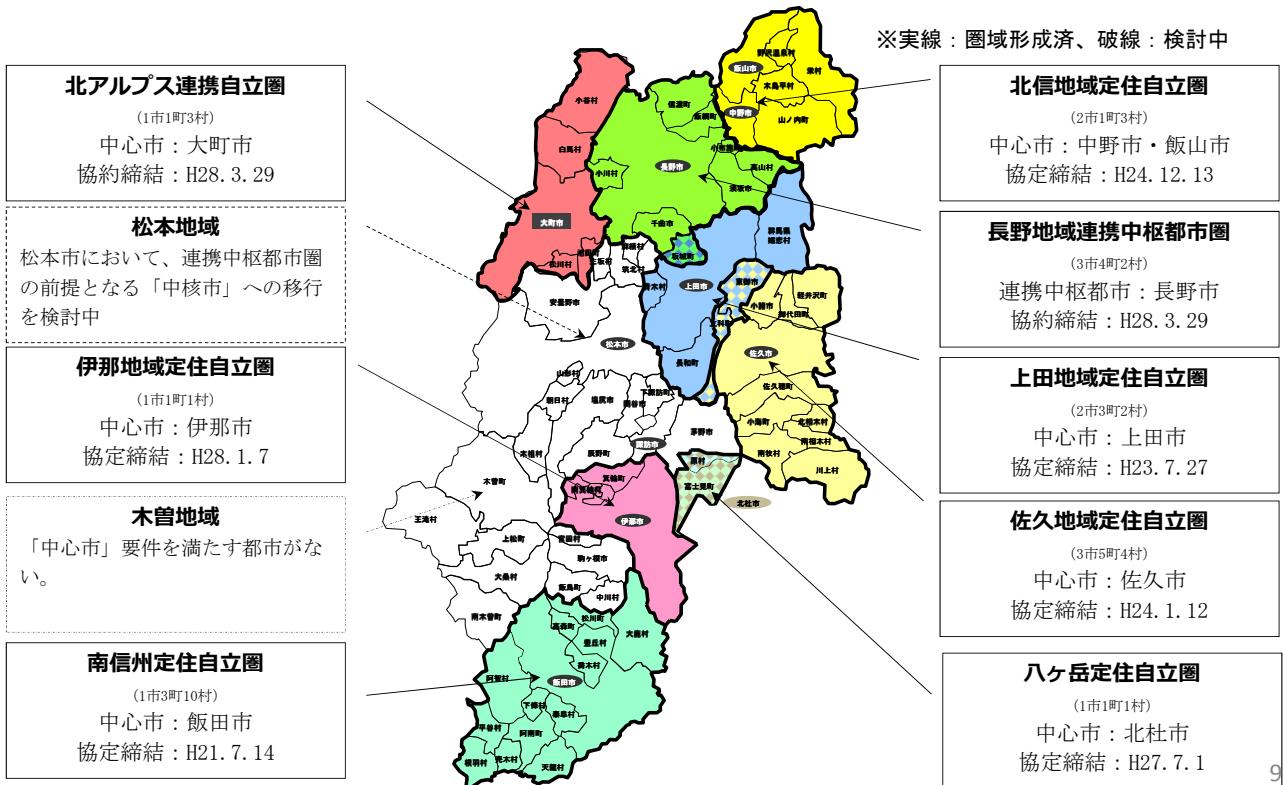 ※実線：圏域形成済、破線：検討中
北アルプス連携自立圏
(1市1町3村)
中心市：大町市
協約締結：H28.3.29
松本地域
松本市において、連携中枢都市圏
の前提となる「中核市」への移行
を検討中
伊那地域定住自立圏
(1市1町1村)
中心市：伊那市
協定締結：H28.1.7
木曽地域
「中心市」要件を満たす都市がな
い。
南信州定住自立圏
(1市3町10村)
中心市：飯田市
協定締結：H21.7.14
野沢温泉村
飯山市
栄村
木島平村
中野市
山ノ内町
小谷村
信濃町
飯綱町
白馬村
小布施町
長野市
高山村
小川村
須坂市
千曲市
大町市
坂城町
群馬県
嬬恋村
松川村
生坂村
筑北村
青木村
上田市
東御市
小諸市
軽井沢町
御代田町
安曇野市
立科町
松本市
長和町
佐久市
山形村
朝日村
塩尻市
下諏訪町
岡谷市
佐久穂町
小海町
北相木村
南相木村
茅野市
諏訪市
南牧村
川上村
木祖村
辰野町
原村
富士見町
北杜市
木曽町
箕輪町
南箕輪村
伊那市
王滝村
上松町
宮田村
駒ヶ根市
大桑村
飯島町
中川村
南木曽町
松川町
高森町
大鹿村
豊丘村
喬木村
阿智村
飯田市
下條村
泰阜村
平谷村
阿南町
根羽村
売木村
天龍村
北信地域定住自立圏
(2市1町3村)
中心市：中野市・飯山市
協定締結：H24.12.13
長野地域連携中枢都市圏
(3市4町2村)
連携中枢都市：長野市
協約締結：H28.3.29
上田地域定住自立圏
(2市3町2村)
中心市：上田市
協定締結：H23.7.27
佐久地域定住自立圏
(3市5町4村)
中心市：佐久市
協定締結：H24.1.12
八ヶ岳定住自立圏
(1市1町1村)
中心市：北杜市
協定締結：H27.7.1
9